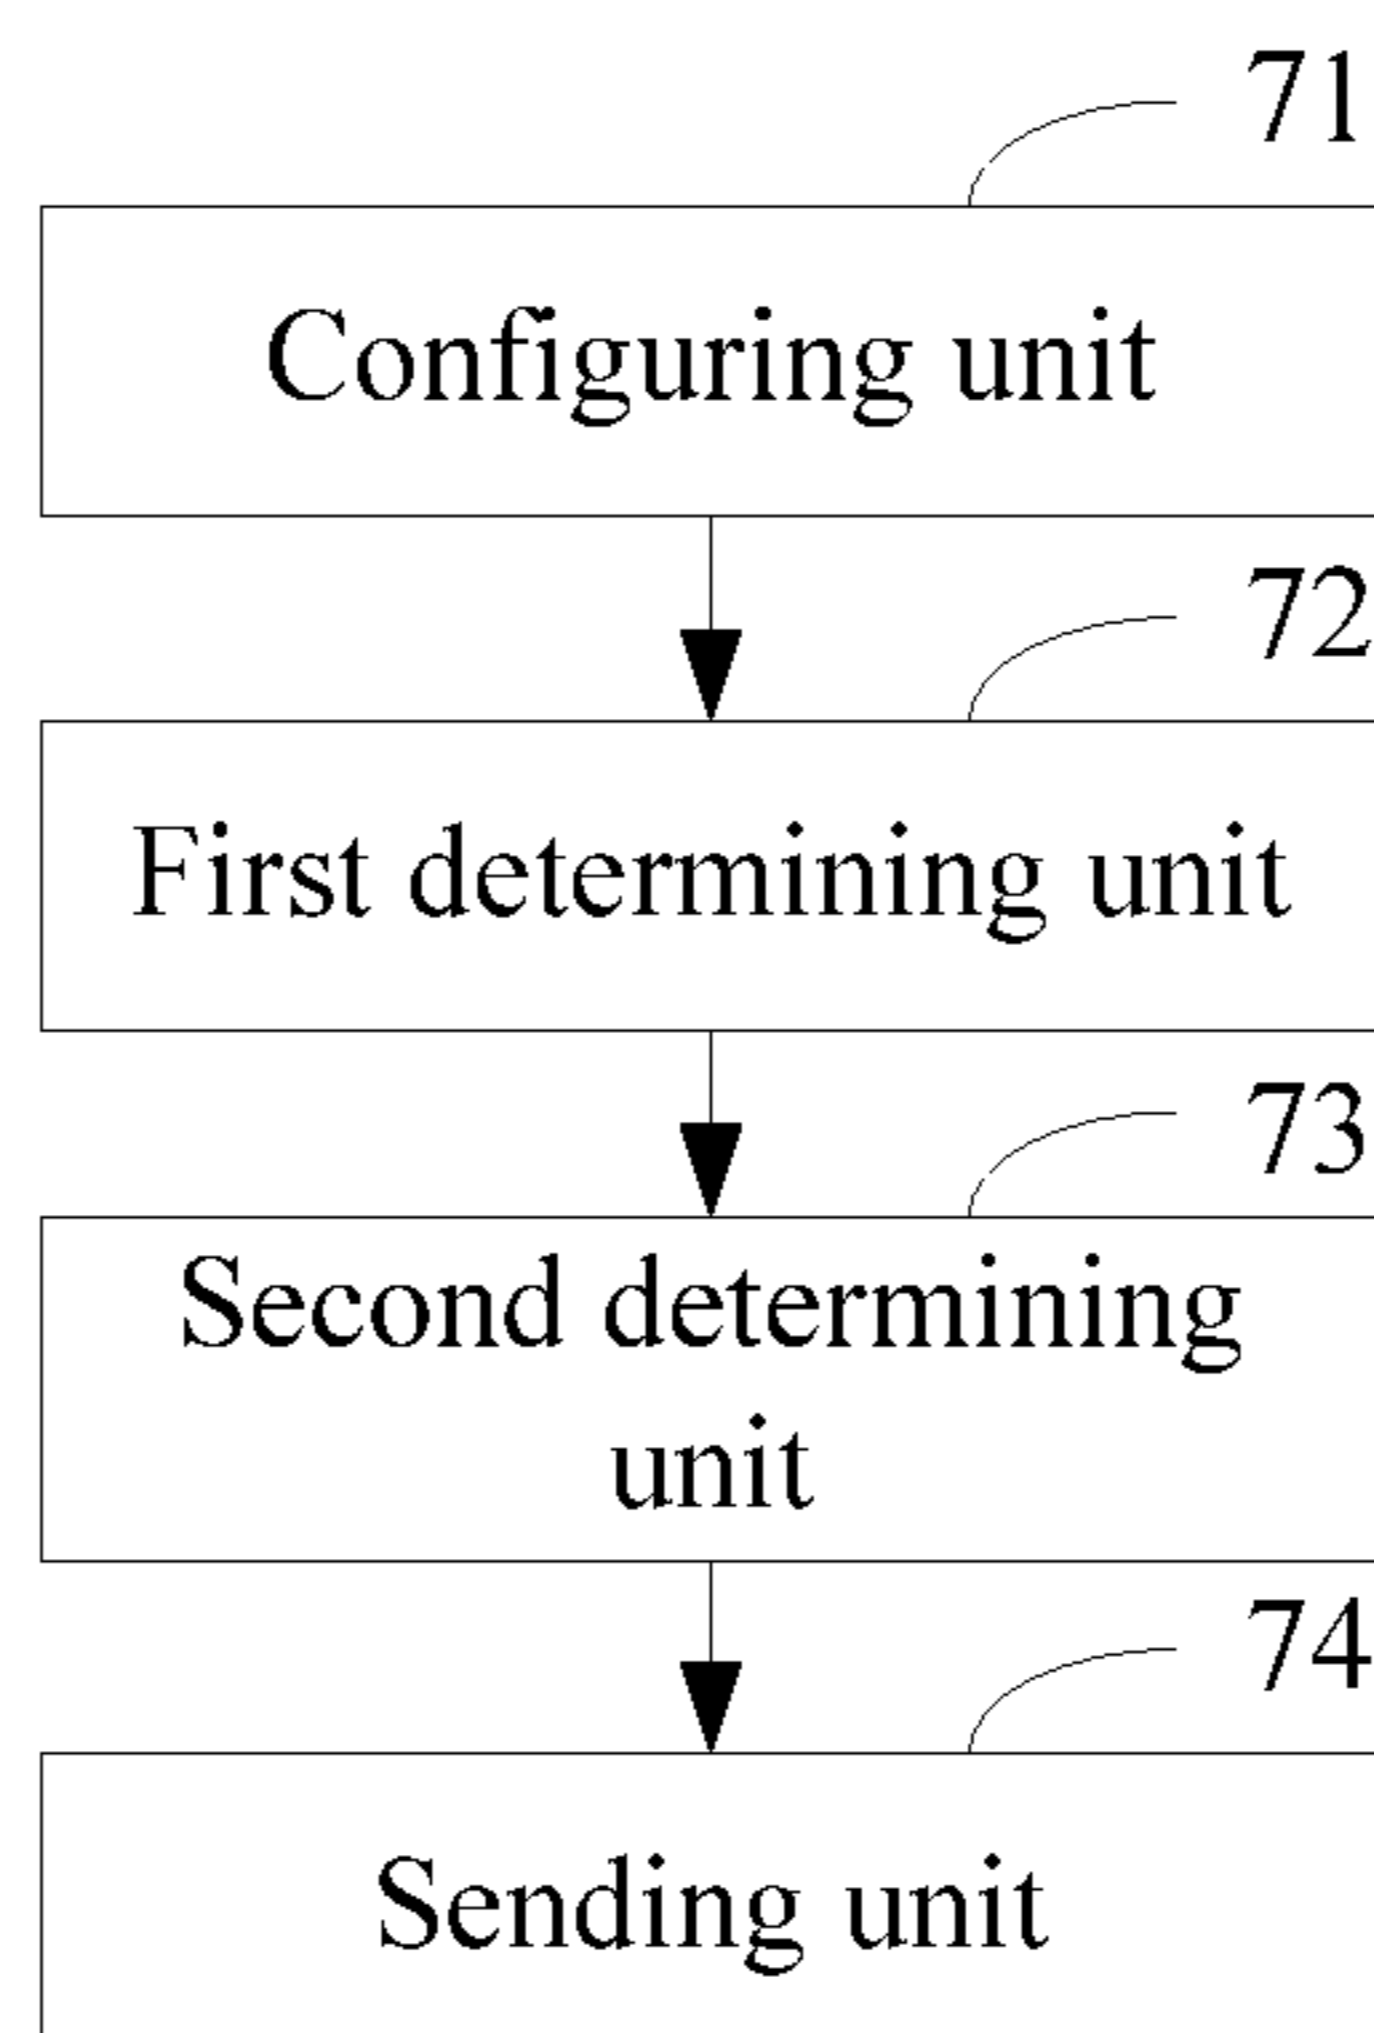 71
Configuring unit
72
First determining unit
73
Second determining
unit
74
Sending unit